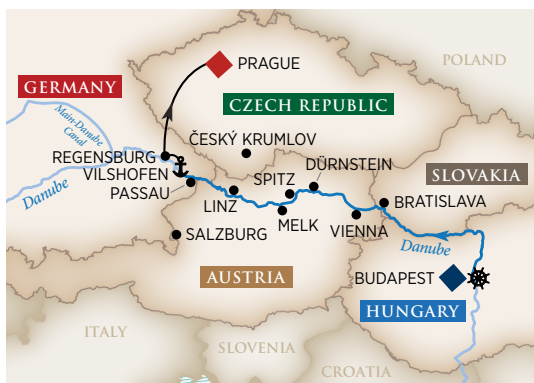 POLAND
PRAGUE
GERMANY
CZECH REPUBLIC
Main-Danube
Canal
ČESKÝ KRUMLOV
REGENSBURG
VILSHOFEN
PASSAU
DÜRNSTEIN
SPITZ
SLOVAKIA
Danube
LINZ
MELK
BRATISLAVA
VIENNA
SALZBURG
Danube
AUSTRIA
BUDAPEST
HUNGARY
ITALY
SLOVENIA
CROATIA